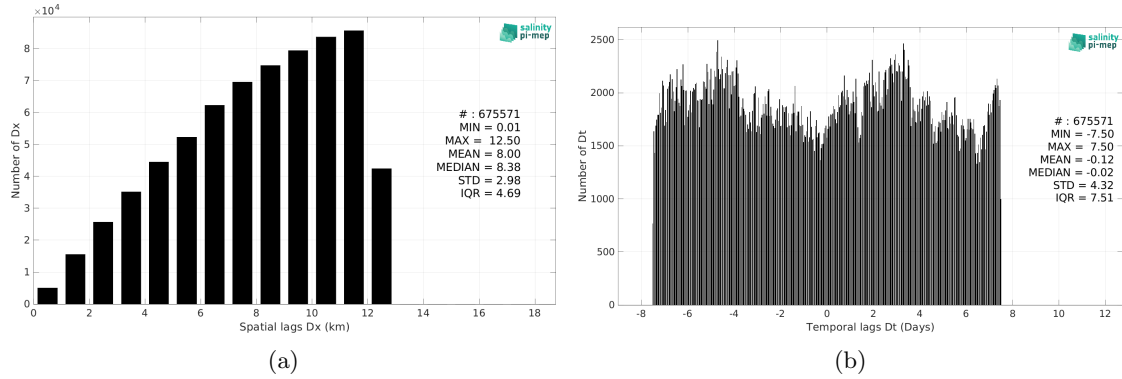 salinity
pi-mep
×10⁴
9
8
7
6
5
4
3
2
1
0
Number of Dx
# : 675571
MIN = 0.01
MAX = 12.50
MEAN = 8.00
MEDIAN = 8.38
STD = 2.98
IQR = 4.69
0 2 4 6 8 10 12 14 16 18
Spatial lags Dx (km)
(a)
salinity
pi-mep
2500
2000
1500
1000
500
0
Number of Dt
# : 675571
MIN = -7.50
MAX = 7.50
MEAN = -0.12
MEDIAN = -0.02
STD = 4.32
IQR = 7.51
-8 -6 -4 -2 0 2 4 6 8 10 12
Temporal lags Dt (Days)
(b)